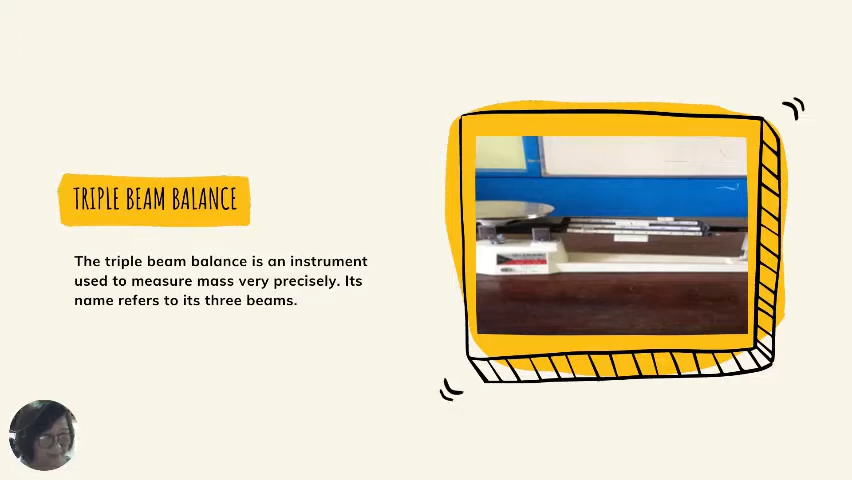 TRIPLE BEAM BALANCE
The triple beam balance is an instrument
used to measure mass very precisely. Its
name refers to its three beams.